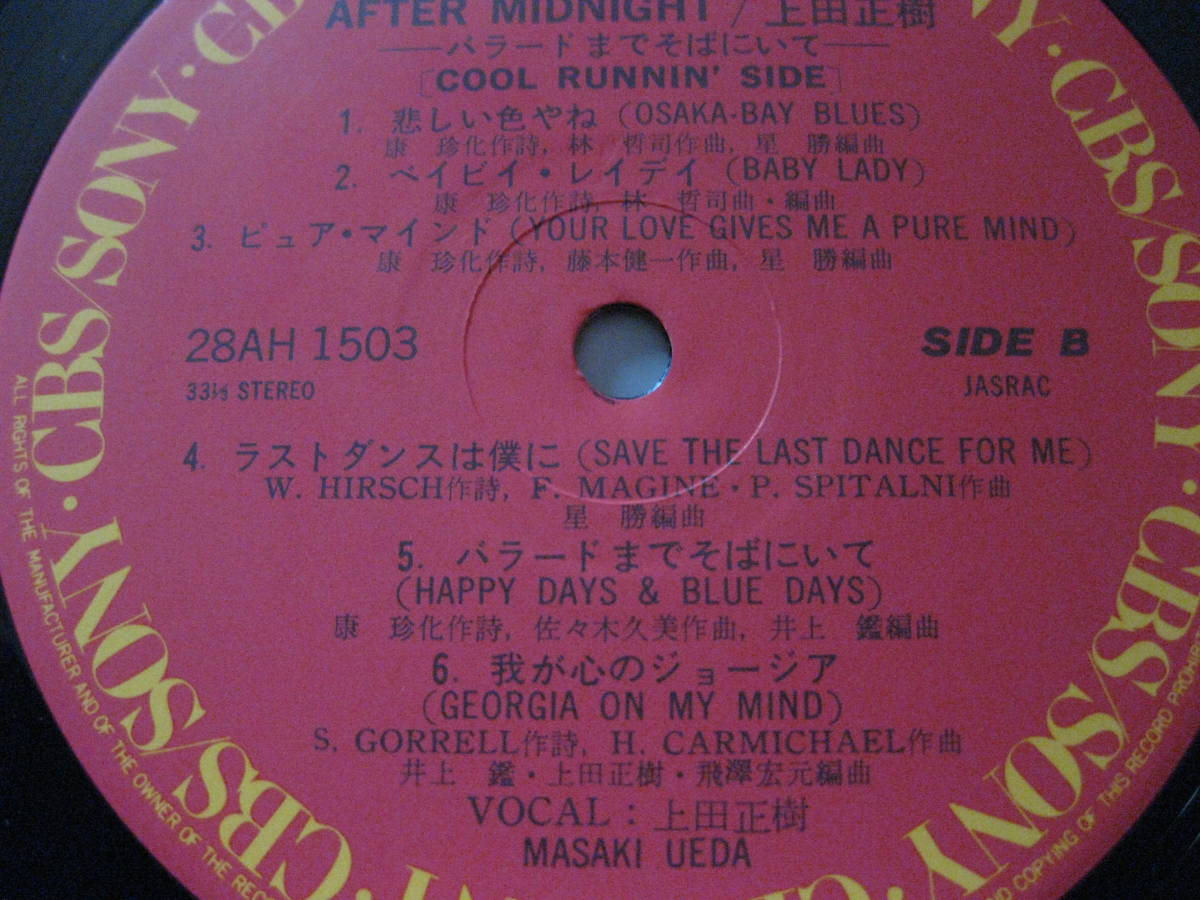 AFTER MIDNIGHT / 上田正樹
——バラードまでそばにいて——
[COOL RUNNIN' SIDE]
1. 悲しい色やね (OSAKA-BAY BLUES)
康 珍化作詩, 林 哲司作曲, 星 勝編曲
2. ベイビイ・レイデイ (BABY LADY)
康 珍化作詩, 林 哲司曲・編曲
3. ピュア・マインド (YOUR LOVE GIVES ME A PURE MIND)
康 珍化作詩, 藤本健一作曲, 星 勝編曲
28AH 1503
33⅓ STEREO
SIDE B
JASRAC
4. ラストダンスは僕に (SAVE THE LAST DANCE FOR ME)
W. HIRSCH作詩, F. MAGINE・P. SPITALNI作曲
星 勝編曲
5. バラードまでそばにいて
(HAPPY DAYS & BLUE DAYS)
康 珍化作詩, 佐々木久美作曲, 井上 鑑編曲
6. 我が心のジョージア
(GEORGIA ON MY MIND)
S. GORRELL作詩, H. CARMICHAEL作曲
井上 鑑・上田正樹・飛澤宏元編曲
VOCAL : 上田正樹
MASAKI UEDA
CBS/SONY・CBS/SONY・CBS
SONY・CBS/SONY・CBS/SONY
ALL RIGHTS OF THE MANUFACTURER AND OF THE OWNER OF THE
COPYING OF THIS RECORD